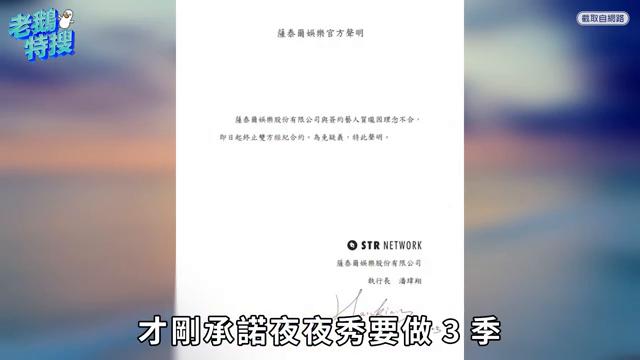 老鵝
特搜
截取自網路
薩泰爾娛樂官方聲明
薩泰爾娛樂股份有限公司與簽約藝人賀瓏因理念不合，
即日起終止雙方經紀合約。為免疑義，特此聲明。
STR NETWORK
薩泰爾娛樂股份有限公司
執行長 潘瑋翔
才剛承諾夜夜秀要做3季